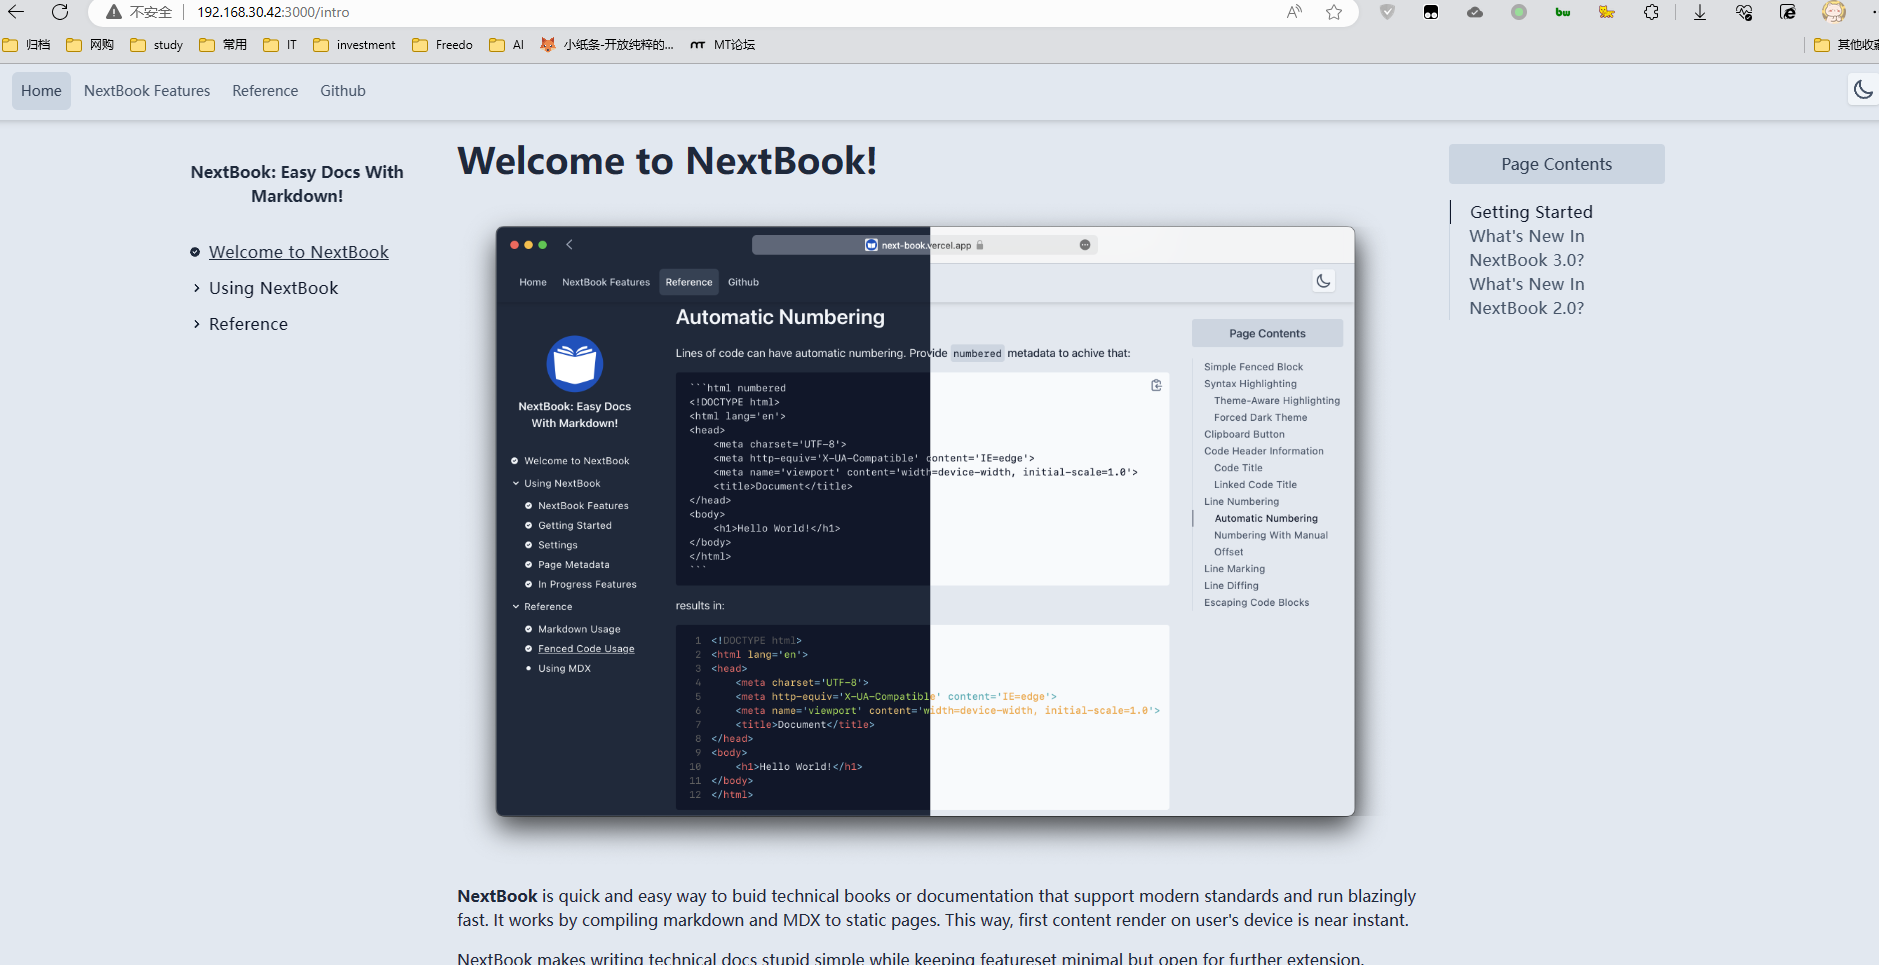 不安全 192.168.30.42:3000/intro
归档 网购 study 常用 IT investment Freedo AI 小纸条-开放纯粹的... MT论坛 其他收藏
Home NextBook Features Reference Github
NextBook: Easy Docs With
Markdown!
Welcome to NextBook
Using NextBook
Reference
Welcome to NextBook!
next-book.vercel.app
Home NextBook Features Reference Github
NextBook: Easy Docs
With Markdown!
Welcome to NextBook
Using NextBook
NextBook Features
Getting Started
Settings
Page Metadata
In Progress Features
Reference
Markdown Usage
Fenced Code Usage
Using MDX
Automatic Numbering
Lines of code can have automatic numbering. Provide numbered metadata to achive that:
```html numbered
<!DOCTYPE html>
<html lang='en'>
<head>
<meta charset='UTF-8'>
<meta http-equiv='X-UA-Compatible' content='IE=edge'>
<meta name='viewport' content='width=device-width, initial-scale=1.0'>
<title>Document</title>
</head>
<body>
<h1>Hello World!</h1>
</body>
</html>
```
results in:
1 <!DOCTYPE html>
2 <html lang='en'>
3 <head>
4 <meta charset='UTF-8'>
5 <meta http-equiv='X-UA-Compatible' content='IE=edge'>
6 <meta name='viewport' content='width=device-width, initial-scale=1.0'>
7 <title>Document</title>
8 </head>
9 <body>
10 <h1>Hello World!</h1>
11 </body>
12 </html>
Page Contents
Simple Fenced Block
Syntax Highlighting
Theme-Aware Highlighting
Forced Dark Theme
Clipboard Button
Code Header Information
Code Title
Linked Code Title
Line Numbering
Automatic Numbering
Numbering With Manual
Offset
Line Marking
Line Diffing
Escaping Code Blocks
NextBook is quick and easy way to buid technical books or documentation that support modern standards and run blazingly
fast. It works by compiling markdown and MDX to static pages. This way, first content render on user's device is near instant.
NextBook makes writing technical docs stupid simple while keeping featureset minimal but open for further extension.
Page Contents
Getting Started
What's New In
NextBook 3.0?
What's New In
NextBook 2.0?